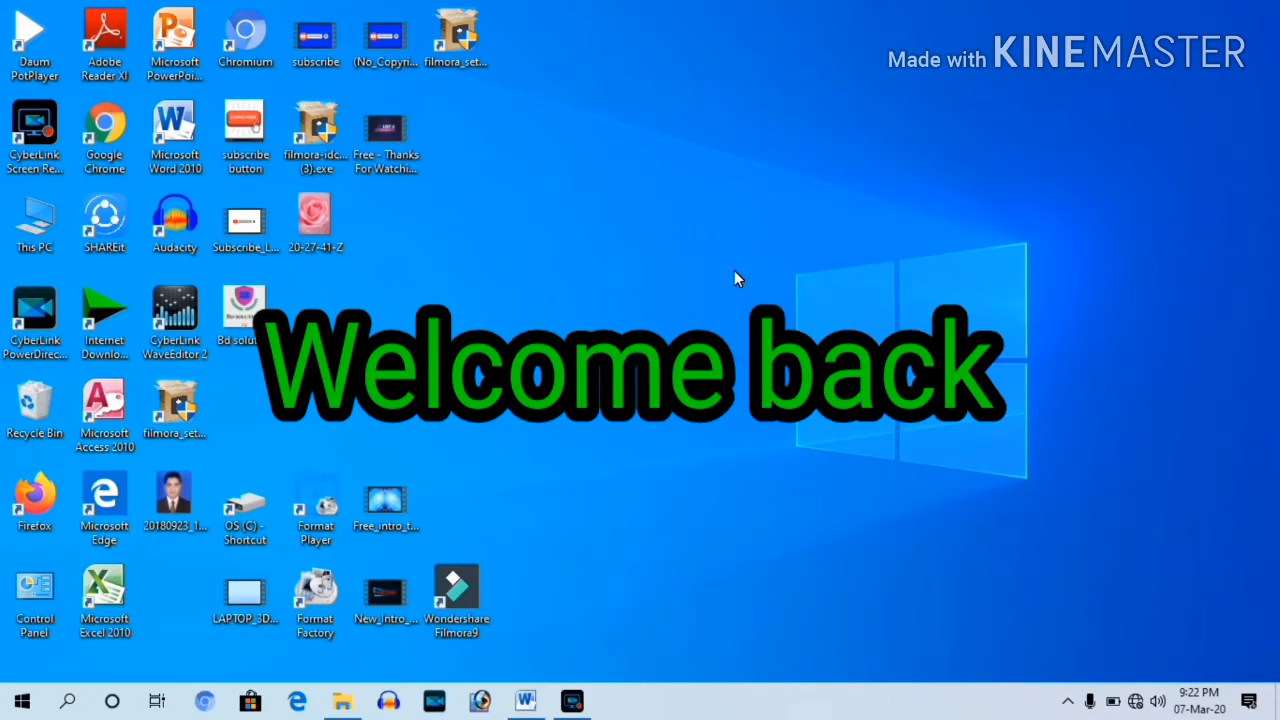 Made with KINEMASTER
Daum
PotPlayer
Adobe
Reader XI
Microsoft
PowerPoi...
Chromium
subscribe
(No_Copyri...
filmora_set...
CyberLink
Screen Re...
Google
Chrome
Microsoft
Word 2010
subscribe
button
filmora-idc...
(3).exe
Free - Thanks
For Watchi...
This PC
SHAREit
Audacity
Subscribe_L...
20-27-41-Z
CyberLink
PowerDirec...
Internet
Downlo...
CyberLink
WaveEditor 2
Welcome back
Recycle Bin
Microsoft
Access 2010
filmora_set...
Firefox
Microsoft
Edge
20180923_1...
OS (C) -
Shortcut
Format
Player
Free_intro_t...
Control
Panel
Microsoft
Excel 2010
LAPTOP_3D...
Format
Factory
New_Intro_...
Wondershare
Filmora9
9:22 PM
07-Mar-20